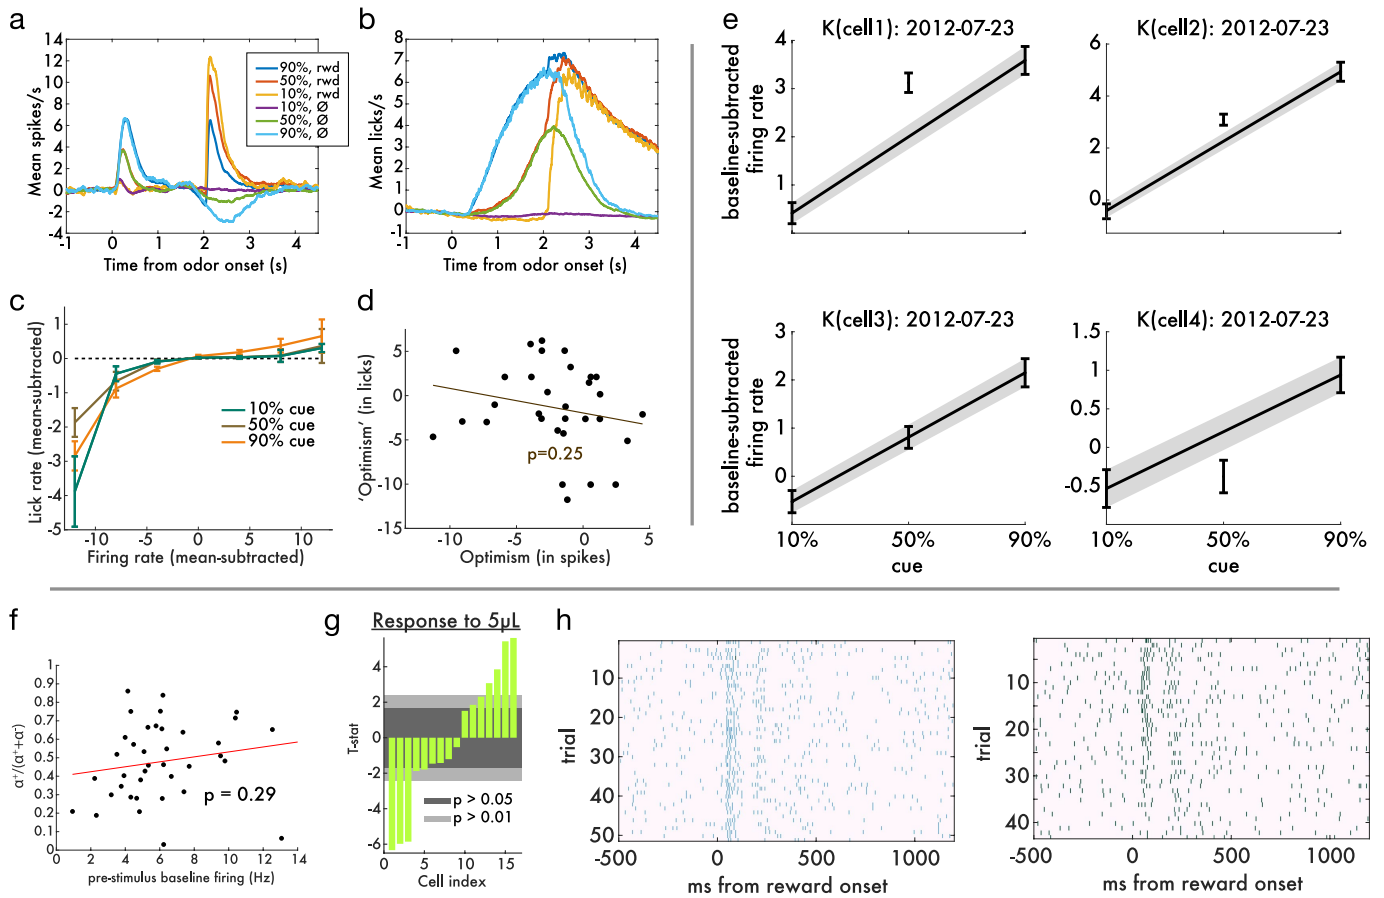 a
Mean spikes/s
14
12
10
8
6
4
2
0
-2
-4
-1 0 1 2 3 4
Time from odor onset (s)
90%, rwd
50%, rwd
10%, rwd
10%, Ø
50%, Ø
90%, Ø
b
Mean licks/s
8
7
6
5
4
3
2
1
0
-1
-1 0 1 2 3 4
Time from odor onset (s)
c
Lick rate (mean-subtracted)
1
0
-1
-2
-3
-4
-5
-10 -5 0 5 10
Firing rate (mean-subtracted)
10% cue
50% cue
90% cue
d
'Optimism' (in licks)
5
0
-5
-10
-15
-10 -5 0 5
Optimism (in spikes)
p=0.25
e
K(cell1): 2012-07-23
baseline-subtracted
firing rate
4
3
2
1
K(cell2): 2012-07-23
6
4
2
0
K(cell3): 2012-07-23
baseline-subtracted
firing rate
3
2
1
0
10% 50% 90%
cue
K(cell4): 2012-07-23
1.5
1
0.5
0
-0.5
10% 50% 90%
cue
f
α⁺/(α⁺+α⁻)
1
0.9
0.8
0.7
0.6
0.5
0.4
0.3
0.2
0.1
0
0 2 4 6 8 10 12 14
pre-stimulus baseline firing (Hz)
p = 0.29
g
Response to 5µL
T-stat
4
2
0
-2
-4
-6
0 5 10 15
Cell index
p > 0.05
p > 0.01
h
trial
10
20
30
40
50
-500 0 500 1000
ms from reward onset
trial
10
20
30
40
-500 0 500 1000
ms from reward onset